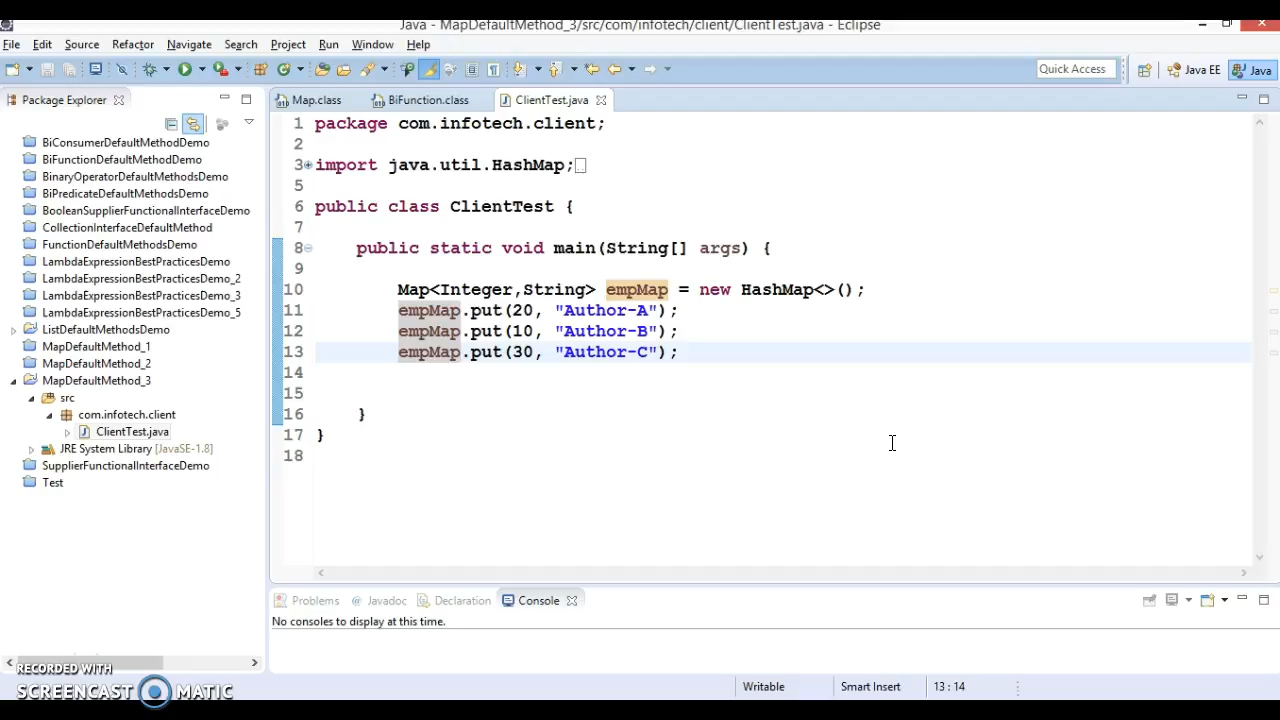 Java - MapDefaultMethod_3/src/com/infotech/client/ClientTest.java - Eclipse
File Edit Source Refactor Navigate Search Project Run Window Help
Quick Access Java EE Java
Package Explorer Map.class BiFunction.class ClientTest.java
BiConsumerDefaultMethodDemo
BiFunctionDefaultMethodDemo
BinaryOperatorDefaultMethodsDemo
BiPredicateDefaultMethodsDemo
BooleanSupplierFunctionalInterfaceDemo
CollectionInterfaceDefaultMethod
FunctionDefaultMethodsDemo
LambdaExpressionBestPracticesDemo
LambdaExpressionBestPracticesDemo_2
LambdaExpressionBestPracticesDemo_3
LambdaExpressionBestPracticesDemo_5
ListDefaultMethodsDemo
MapDefaultMethod_1
MapDefaultMethod_2
MapDefaultMethod_3
src
com.infotech.client
ClientTest.java
JRE System Library [JavaSE-1.8]
SupplierFunctionalInterfaceDemo
Test
1 package com.infotech.client;
2
3 import java.util.HashMap;
5
6 public class ClientTest {
7
8 public static void main(String[] args) {
9
10 Map<Integer,String> empMap = new HashMap<>();
11 empMap.put(20, "Author-A");
12 empMap.put(10, "Author-B");
13 empMap.put(30, "Author-C");
14
15
16 }
17 }
18
Problems @ Javadoc Declaration Console
No consoles to display at this time.
Writable Smart Insert 13 : 14
RECORDED WITH
SCREENCAST MATIC